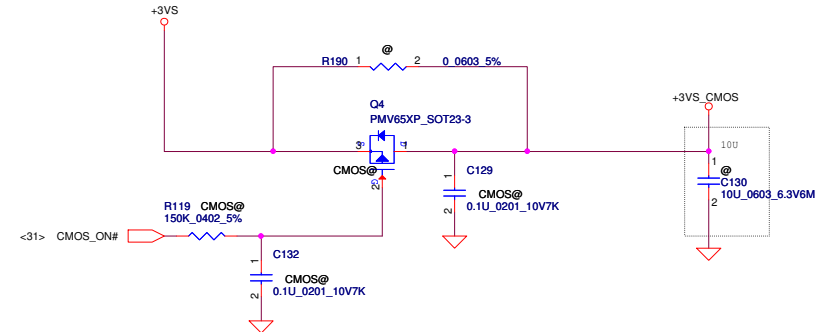 +3VS
@
R190 1 2 0_0603_5%
Q4
PMV65XP_SOT23-3
+3VS_CMOS
3 S D 1
10U
CMOS@
G
2
C129
1
CMOS@
2
0.1U_0201_10V7K
1
@
C130
10U_0603_6.3V6M
2
R119 CMOS@
150K_0402_5%
<31> CMOS_ON#
C132
1
CMOS@
2
0.1U_0201_10V7K